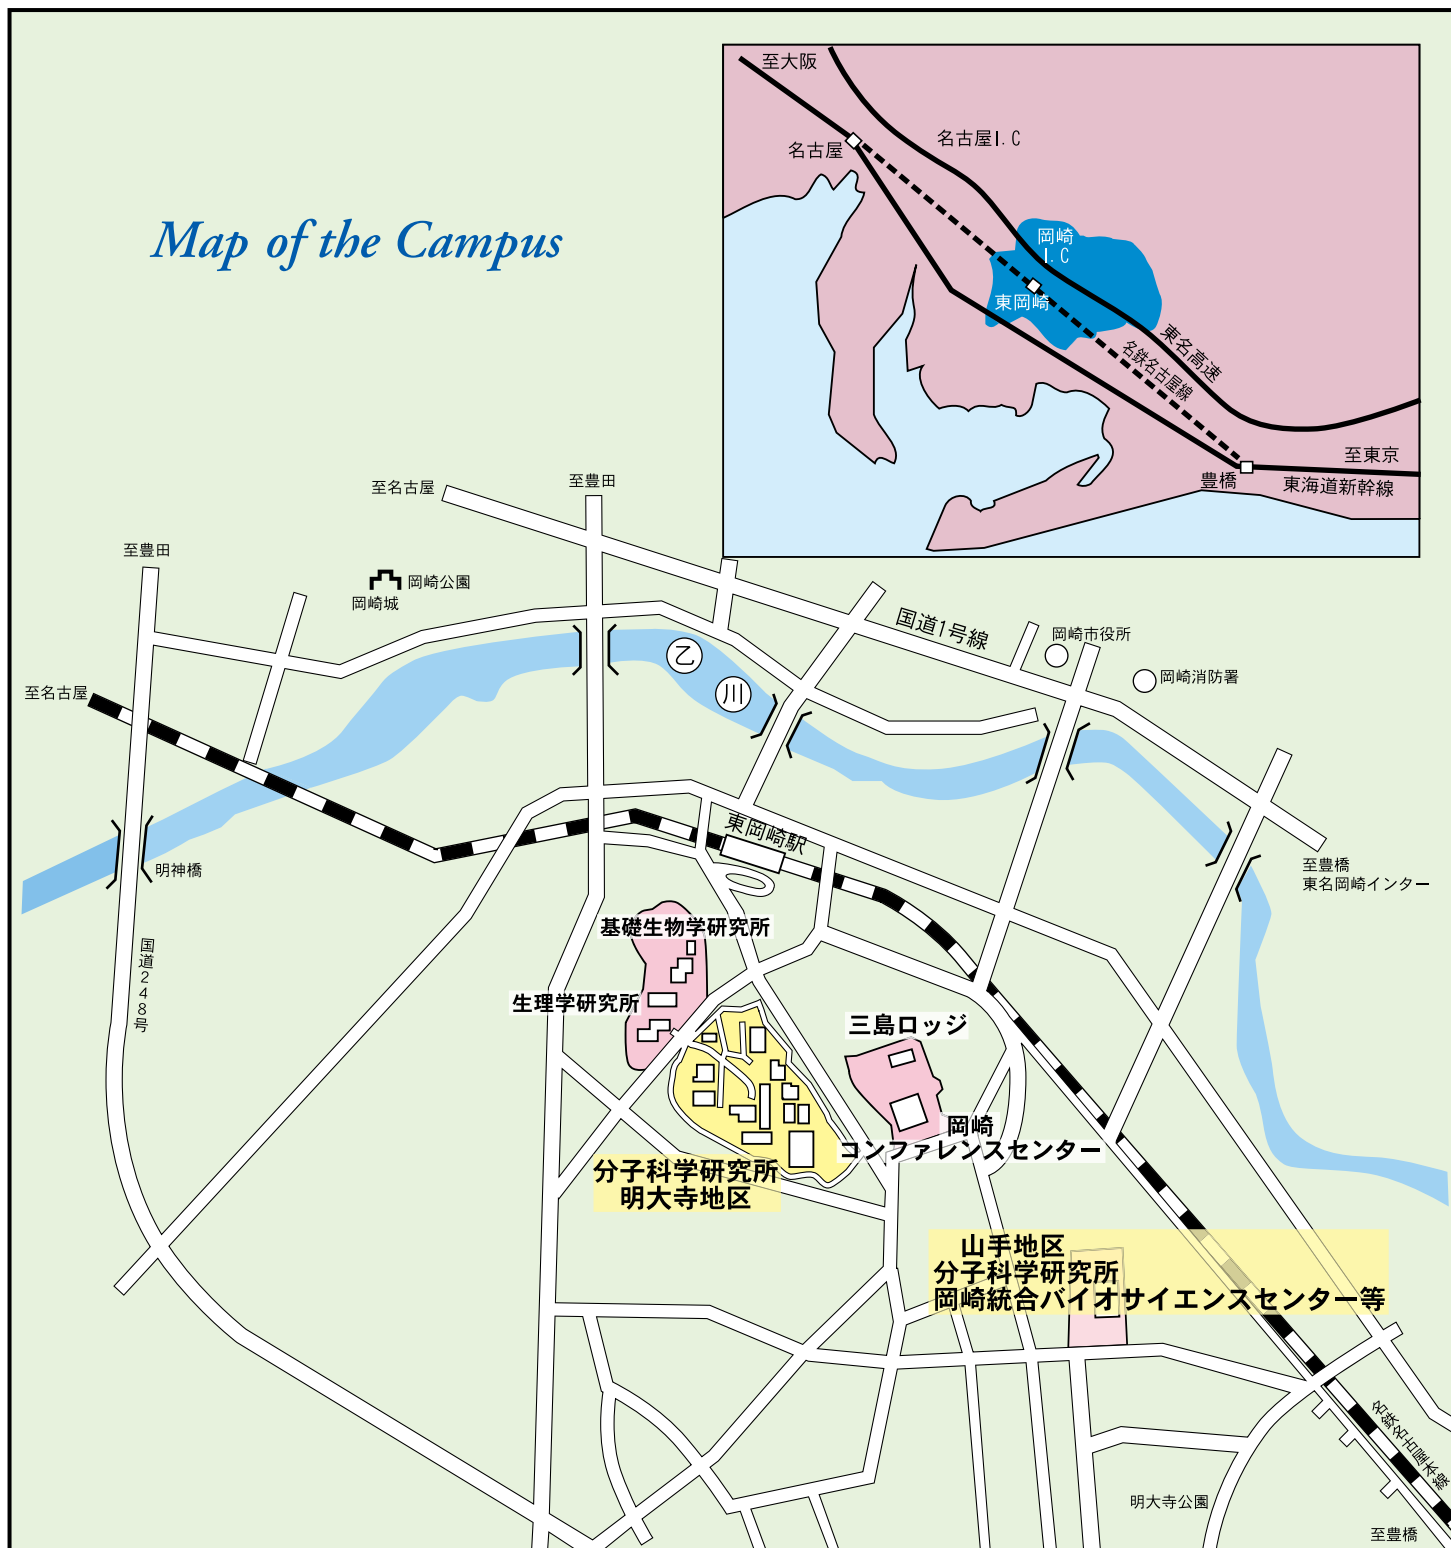 Map of the Campus
至大阪
名古屋I.C
名古屋
岡崎
I.C
東岡崎
東名高速
名鉄名古屋線
至東京
豊橋
東海道新幹線
至名古屋
至豊田
至豊田
岡崎公園
岡崎城
国道1号線
岡崎市役所
岡崎消防署
乙
川
至名古屋
東岡崎駅
明神橋
至豊橋
東名岡崎インター
国道248号
基礎生物学研究所
生理学研究所
三島ロッジ
岡崎
コンファレンスセンター
分子科学研究所
明大寺地区
山手地区
分子科学研究所
岡崎統合バイオサイエンスセンター等
名鉄名古屋本線
明大寺公園
至豊橋